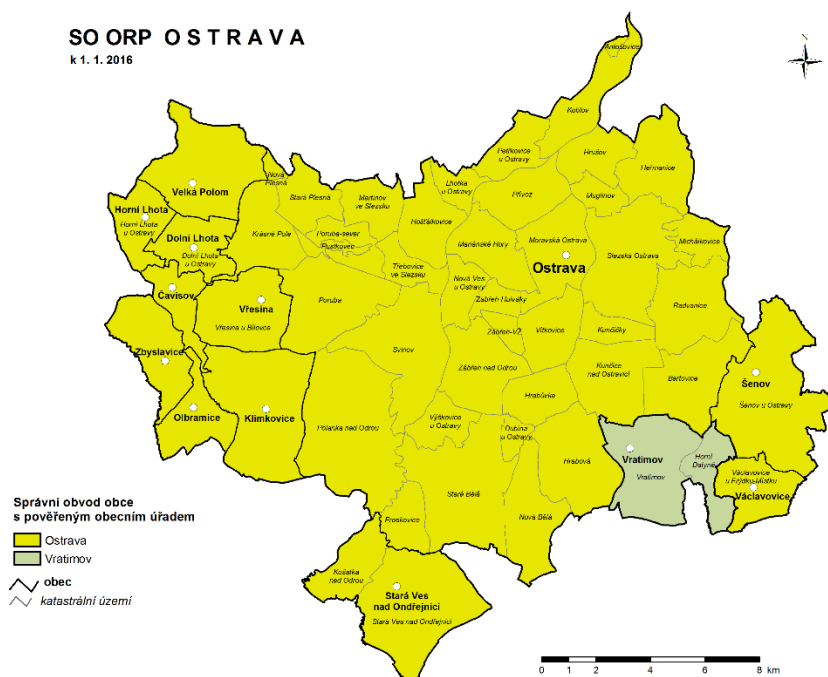 SO ORP OSTRAVA
k 1. 1. 2016
Antošovice
Koblov
Petřkovice
u Ostravy
Hrušov
Heřmanice
Velká Polom
Nová
Plesná
Stará Plesná
Martinov
ve Slezsku
Lhotka
u Ostravy
Přívoz
Muglinov
Horní Lhota
Horní Lhota
u Ostravy
Dolní Lhota
Dolní Lhota
u Ostravy
Krásné Pole
Poruba-sever
Pustkovec
Hošťálkovice
Mariánské Hory
Moravská Ostrava
Ostrava
Slezská Ostrava
Michálkovice
Čavisov
Vřesina
Vřesina u Bílovce
Poruba
Třebovice
ve Slezsku
Nová Ves
u Ostravy
Zábřeh-Hulváky
Radvanice
Zbyslavice
Svinov
Zábřeh-VŽ
Vítkovice
Kunčičky
Zábřeh nad Odrou
Kunčice
nad Ostravicí
Bartovice
Šenov
Šenov u Ostravy
Olbramice
Klimkovice
Polanka nad Odrou
Výškovice
u Ostravy
Hrabůvka
Dubina
u Ostravy
Hrabová
Vratimov
Vratimov
Horní
Datyně
Václavovice
u Frýdku-Místku
Václavovice
Stará Bělá
Nová Bělá
Proskovice
Košatka
nad Odrou
Stará Ves
nad Ondřejnicí
Stará Ves nad Ondřejnicí
Správní obvod obce
s pověřeným obecním úřadem
Ostrava
Vratimov
obec
katastrální území
0 1 2 4 6 8
km